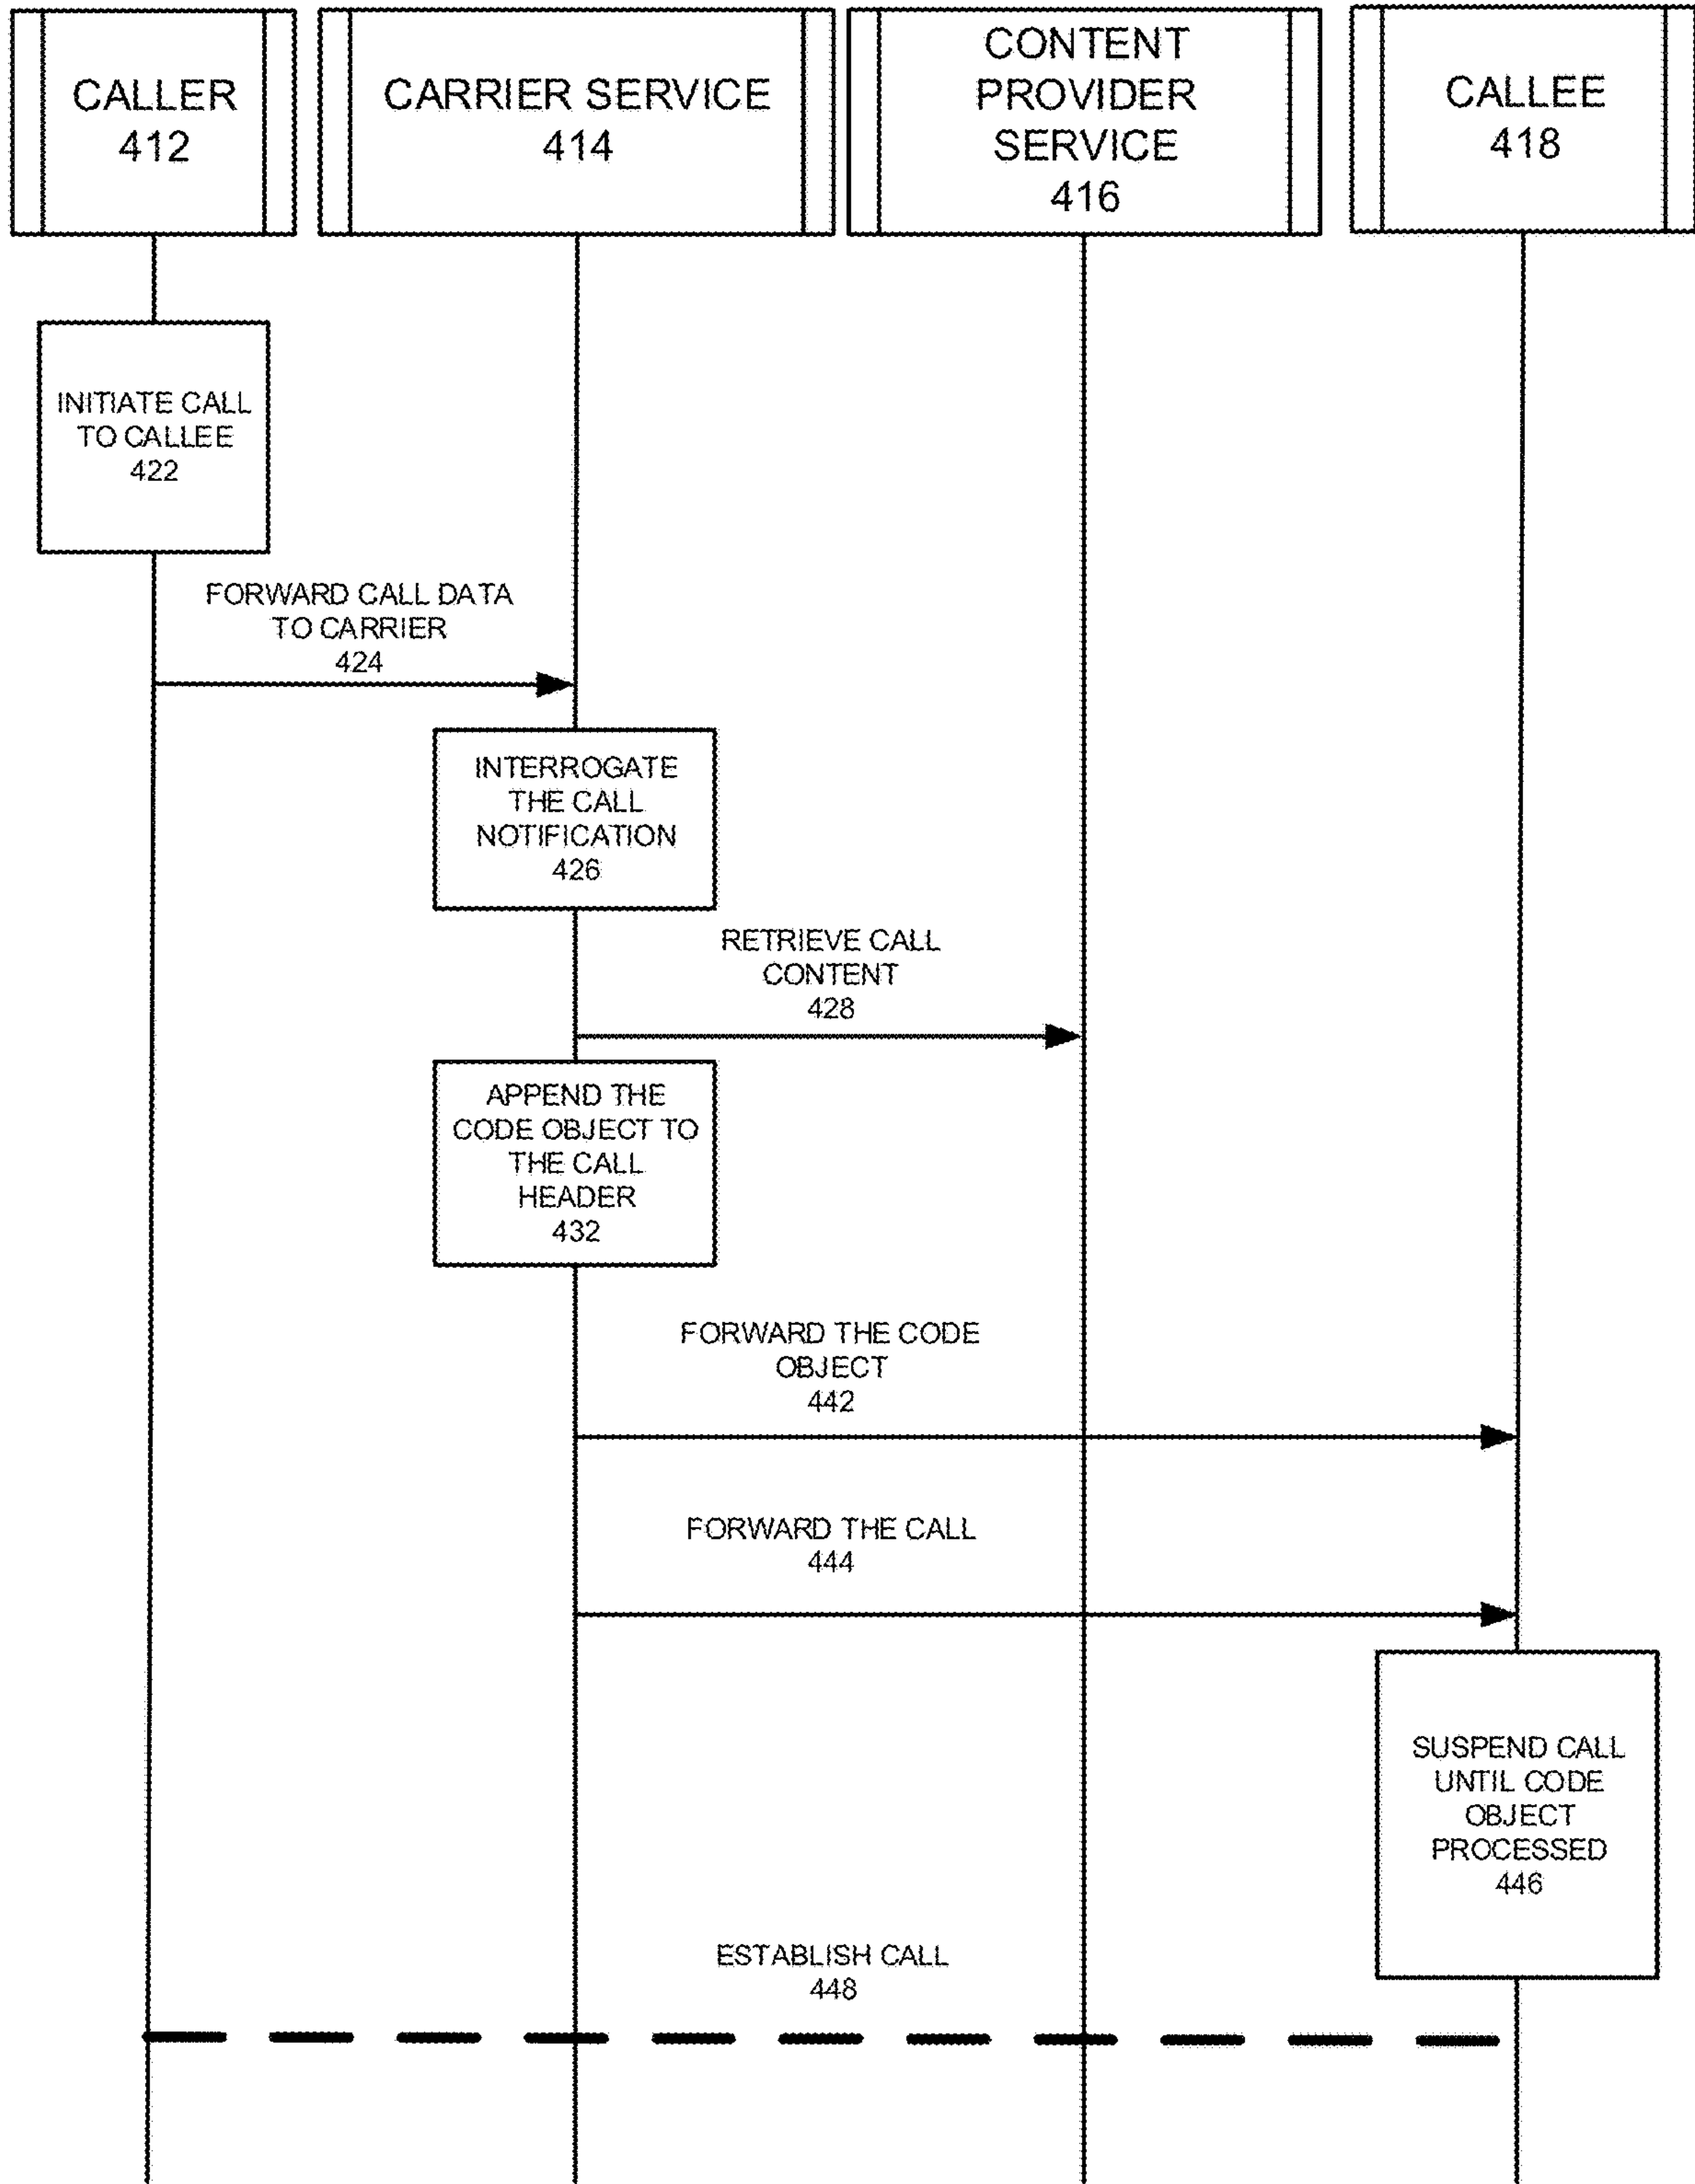 CALLER
412
CARRIER SERVICE
414
CONTENT
PROVIDER
SERVICE
416
CALLEE
418
INITIATE CALL
TO CALLEE
422
FORWARD CALL DATA
TO CARRIER
424
INTERROGATE
THE CALL
NOTIFICATION
426
RETRIEVE CALL
CONTENT
428
APPEND THE
CODE OBJECT TO
THE CALL
HEADER
432
FORWARD THE CODE
OBJECT
442
FORWARD THE CALL
444
SUSPEND CALL
UNTIL CODE
OBJECT
PROCESSED
446
ESTABLISH CALL
448